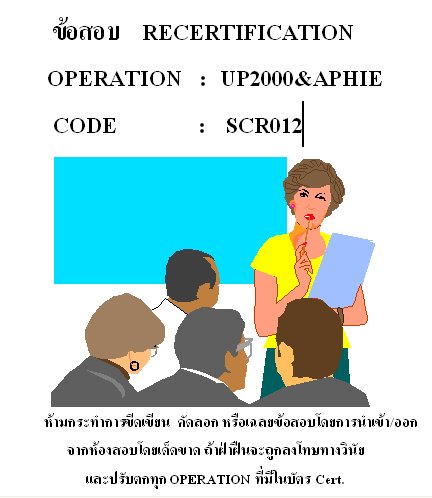 ข้อสอบ RECERTIFICATION
OPERATION : UP2000&APHIE
CODE : SCR012
ห้ามกระทำการขีดเขียน คัดลอก หรือเฉลยข้อสอบโดยการนำเข้า/ออก
จากห้องสอบโดยเด็ดขาด ถ้าฝ่าฝืนจะถูกลงโทษทางวินัย
และปรับตกทุก OPERATION ที่มีในบัตร Cert.